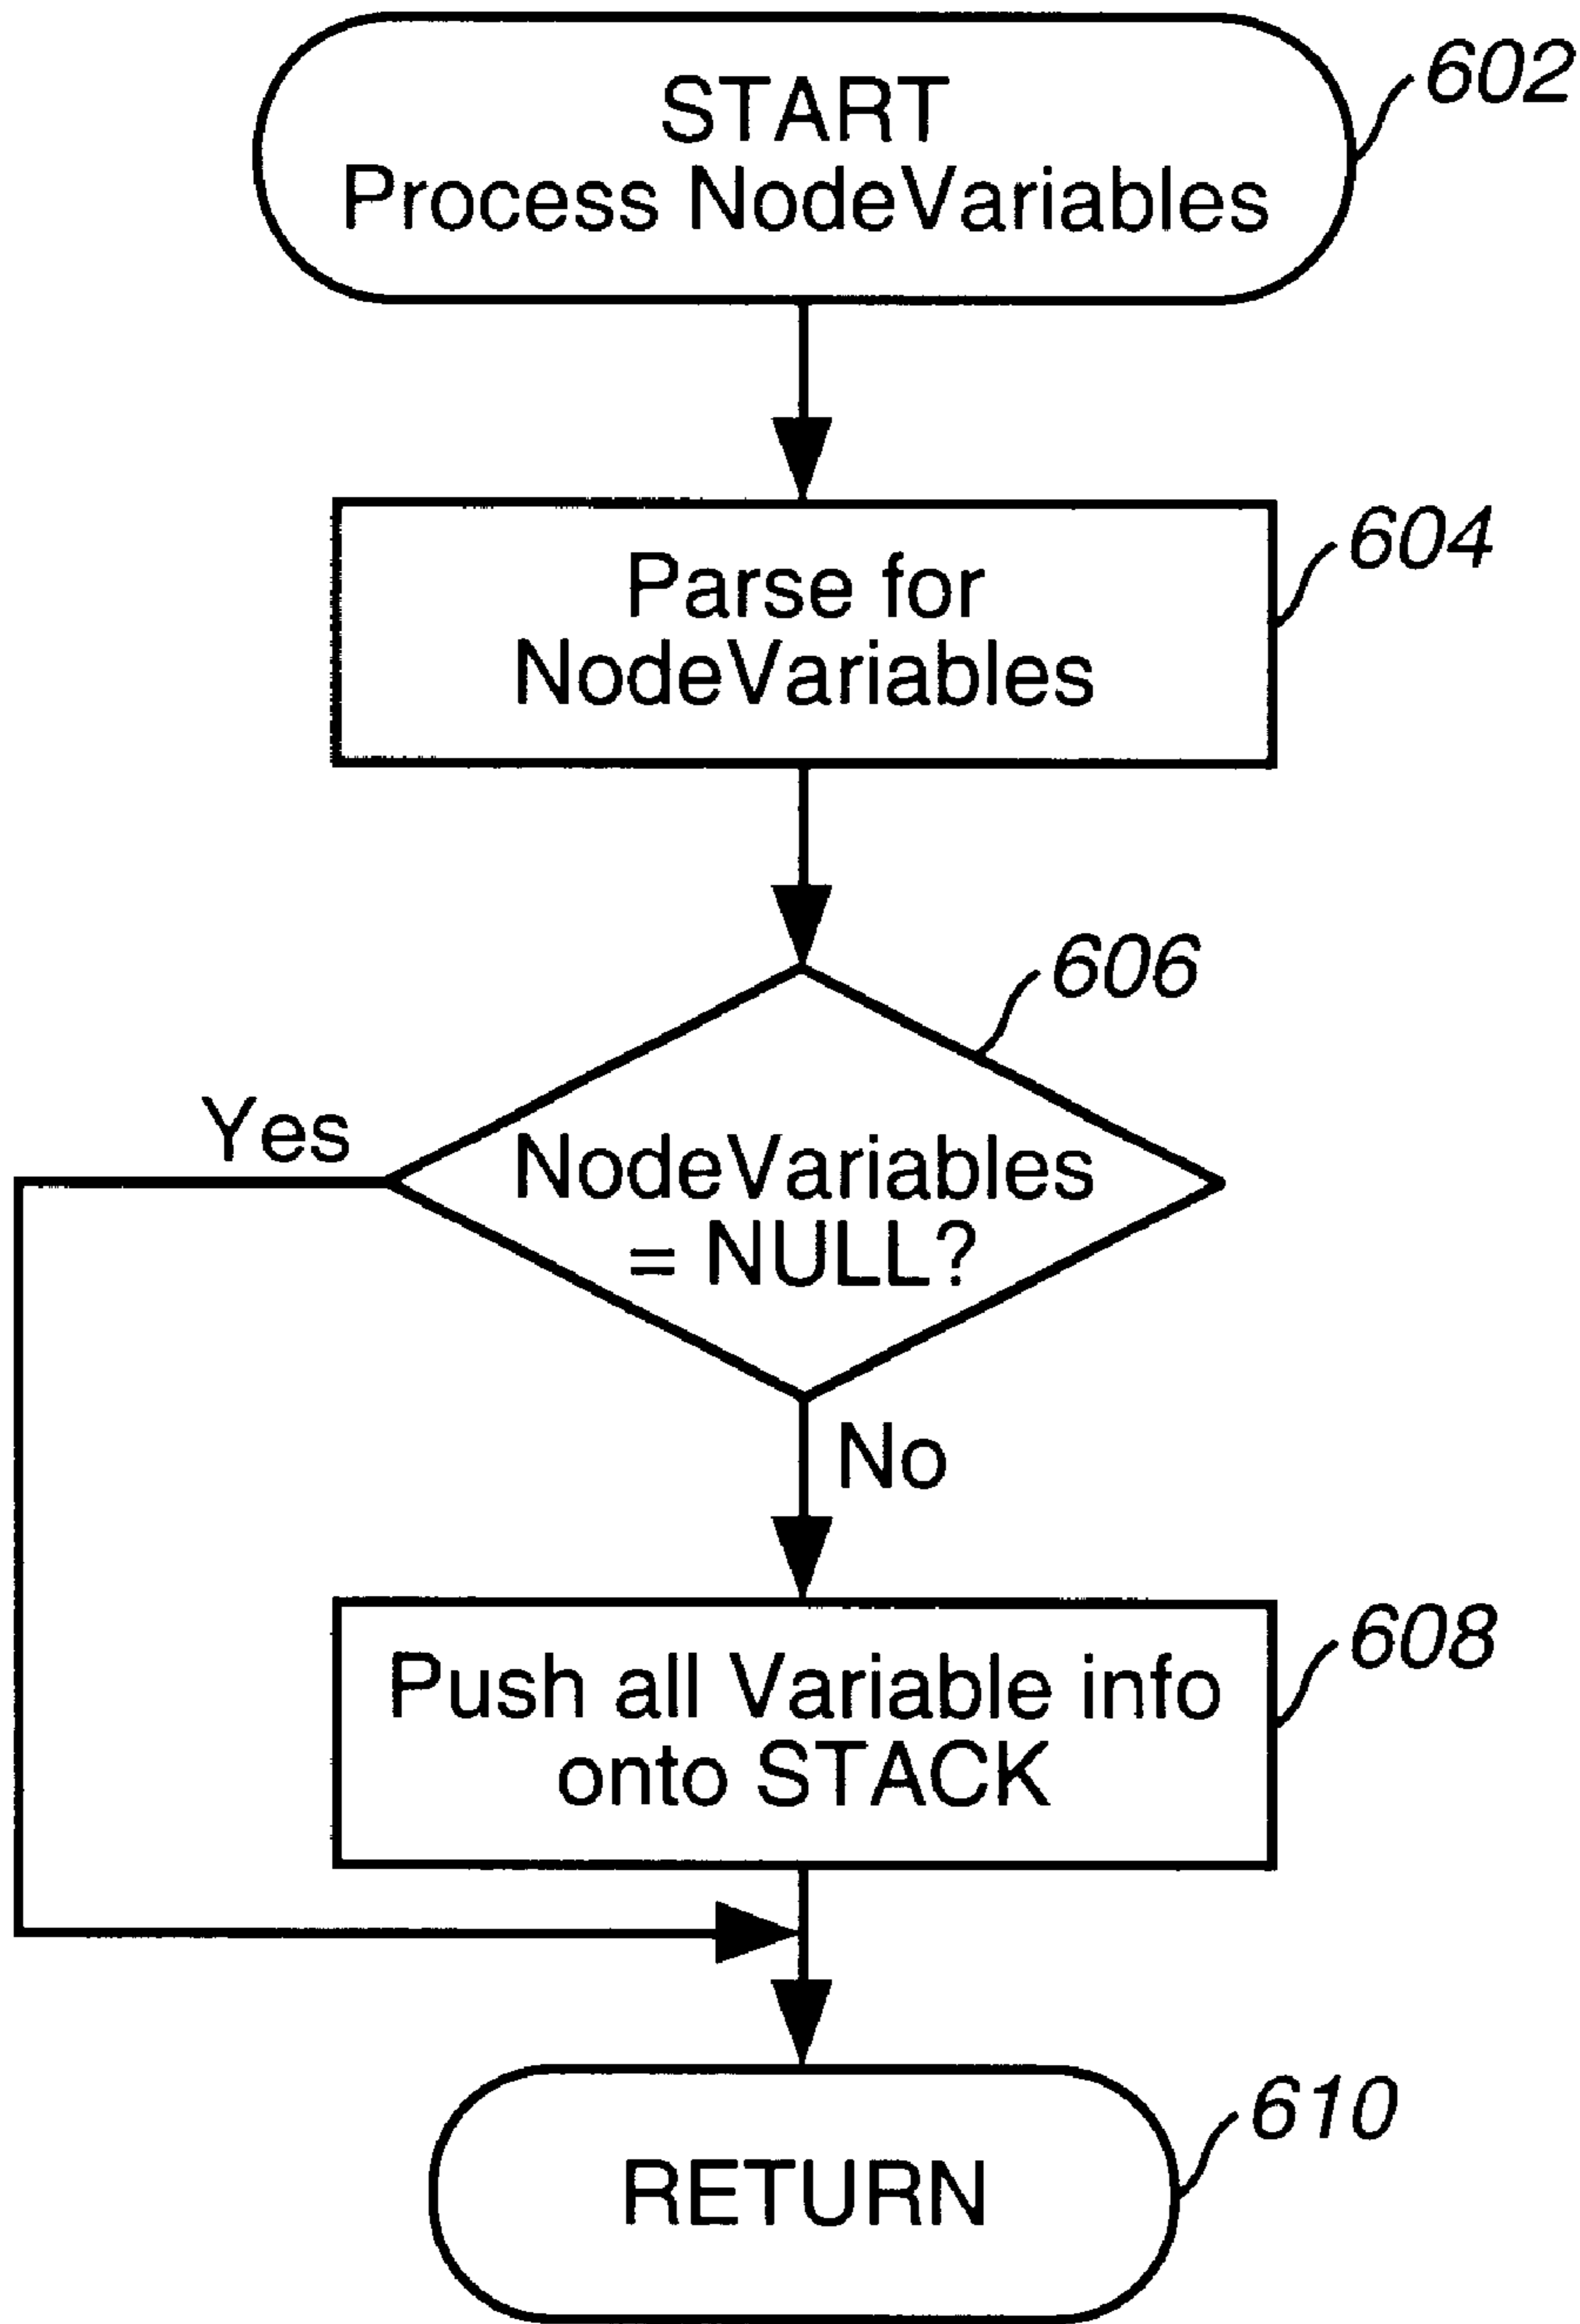 START
Process NodeVariables
602
Parse for
NodeVariables
604
606
Yes
NodeVariables
= NULL?
No
Push all Variable info
onto STACK
608
RETURN
610